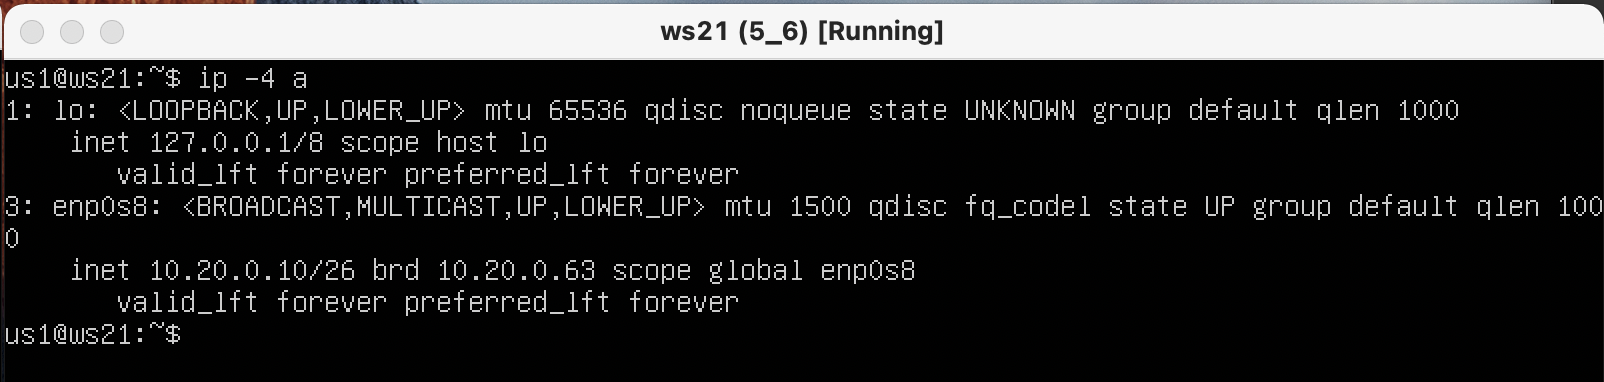 ws21 (5_6) [Running]
us1@ws21:~$ ip -4 a
1: lo: <LOOPBACK,UP,LOWER_UP> mtu 65536 qdisc noqueue state UNKNOWN group default qlen 1000
    inet 127.0.0.1/8 scope host lo
       valid_lft forever preferred_lft forever
3: enp0s8: <BROADCAST,MULTICAST,UP,LOWER_UP> mtu 1500 qdisc fq_codel state UP group default qlen 100
0
    inet 10.20.0.10/26 brd 10.20.0.63 scope global enp0s8
       valid_lft forever preferred_lft forever
us1@ws21:~$